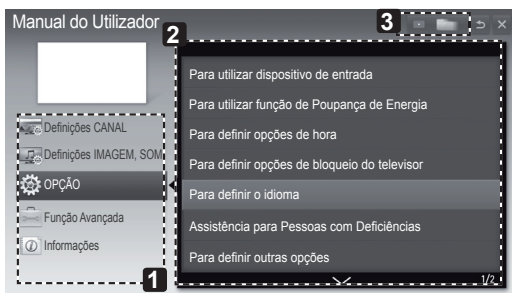 Manual do Utilizador
3
2
Para utilizar dispositivo de entrada
Para utilizar função de Poupança de Energia
Para definir opções de hora
Para definir opções de bloqueio do televisor
Para definir o idioma
Assistência para Pessoas com Deficiências
Para definir outras opções
1/2
Definições CANAL
Definições IMAGEM, SOM
OPÇÃO
Função Avançada
Informações
1